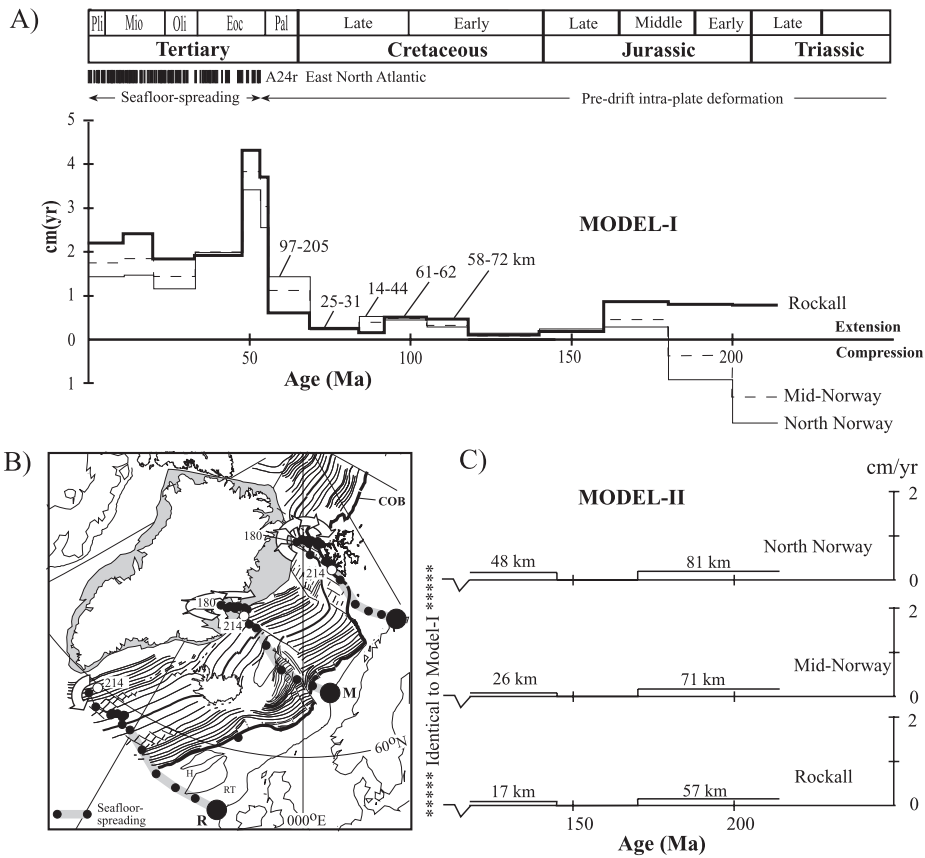 A)
Pli Mio Oli Eoc Pal Late Early Late Middle Early Late
Tertiary Cretaceous Jurassic Triassic
A24r East North Atlantic
Seafloor-spreading Pre-drift intra-plate deformation
5
4
3
2
1
0
1
cm(yr)
MODEL-I
97-205
25-31
14-44
61-62
58-72 km
Rockall
Extension
Compression
50 100 150 200
Age (Ma)
Mid-Norway
North Norway
B)
COB
180
214
180
214
214
M
60°N
H
RT
R
000°E
Seafloor-
spreading
C)
cm/yr
MODEL-II
2
North Norway
48 km 81 km
0
2
Mid-Norway
26 km 71 km
0
2
Rockall
17 km 57 km
0
***** Identical to Model-I *****
150 200
Age (Ma)